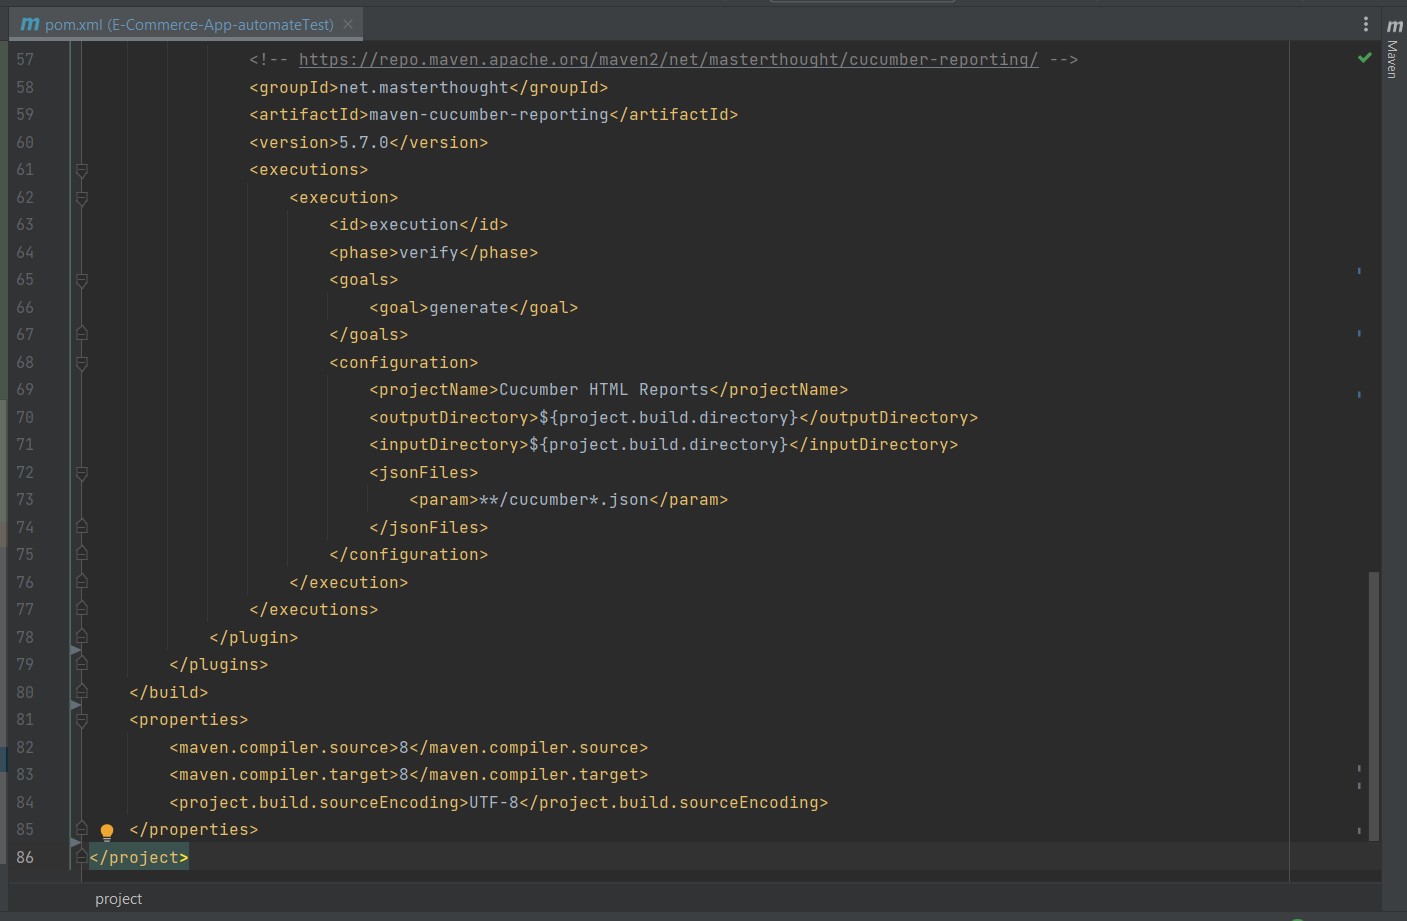 pom.xml (E-Commerce-App-automateTest)
Maven
57 <!-- https://repo.maven.apache.org/maven2/net/masterthought/cucumber-reporting/ -->
58 <groupId>net.masterthought</groupId>
59 <artifactId>maven-cucumber-reporting</artifactId>
60 <version>5.7.0</version>
61 <executions>
62 <execution>
63 <id>execution</id>
64 <phase>verify</phase>
65 <goals>
66 <goal>generate</goal>
67 </goals>
68 <configuration>
69 <projectName>Cucumber HTML Reports</projectName>
70 <outputDirectory>${project.build.directory}</outputDirectory>
71 <inputDirectory>${project.build.directory}</inputDirectory>
72 <jsonFiles>
73 <param>**/cucumber*.json</param>
74 </jsonFiles>
75 </configuration>
76 </execution>
77 </executions>
78 </plugin>
79 </plugins>
80 </build>
81 <properties>
82 <maven.compiler.source>8</maven.compiler.source>
83 <maven.compiler.target>8</maven.compiler.target>
84 <project.build.sourceEncoding>UTF-8</project.build.sourceEncoding>
85 </properties>
86 </project>
project